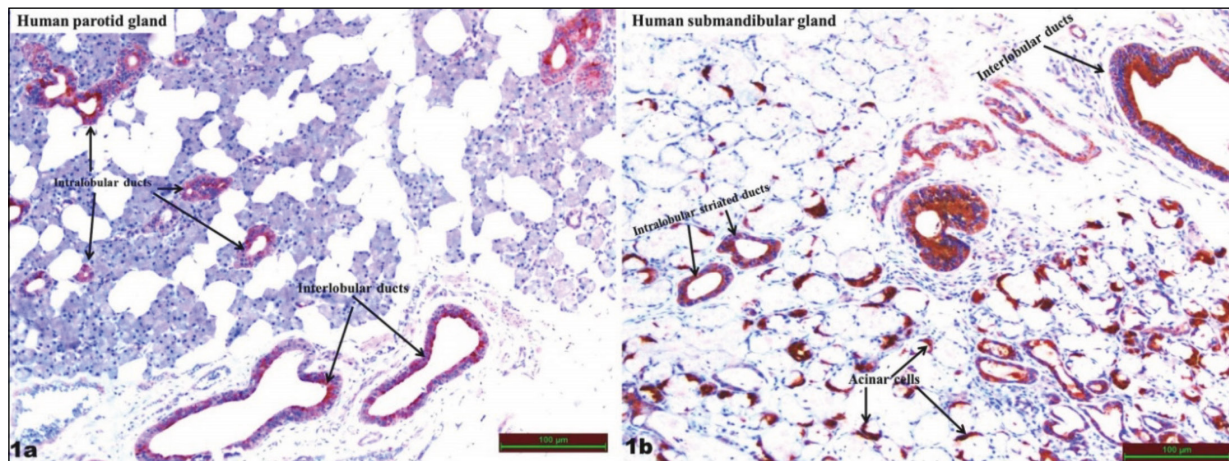 Human parotid gland
Intralobular ducts
Interlobular ducts
1a
100 µm
Human submandibular gland
Interlobular ducts
Intralobular striated ducts
Acinar cells
1b
100 µm